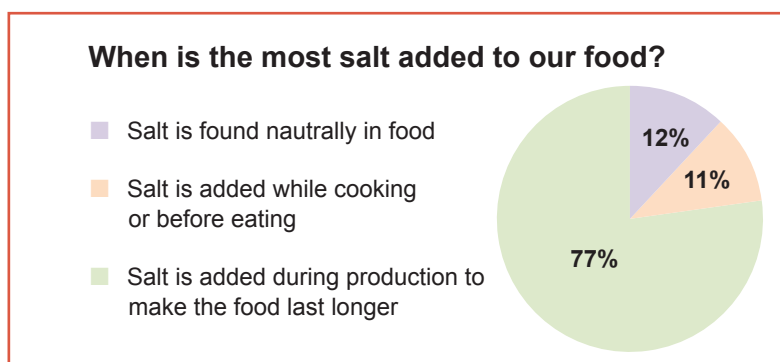 When is the most salt added to our food?
Salt is found nautrally in food
Salt is added while cooking
or before eating
Salt is added during production to
make the food last longer
12%
11%
77%